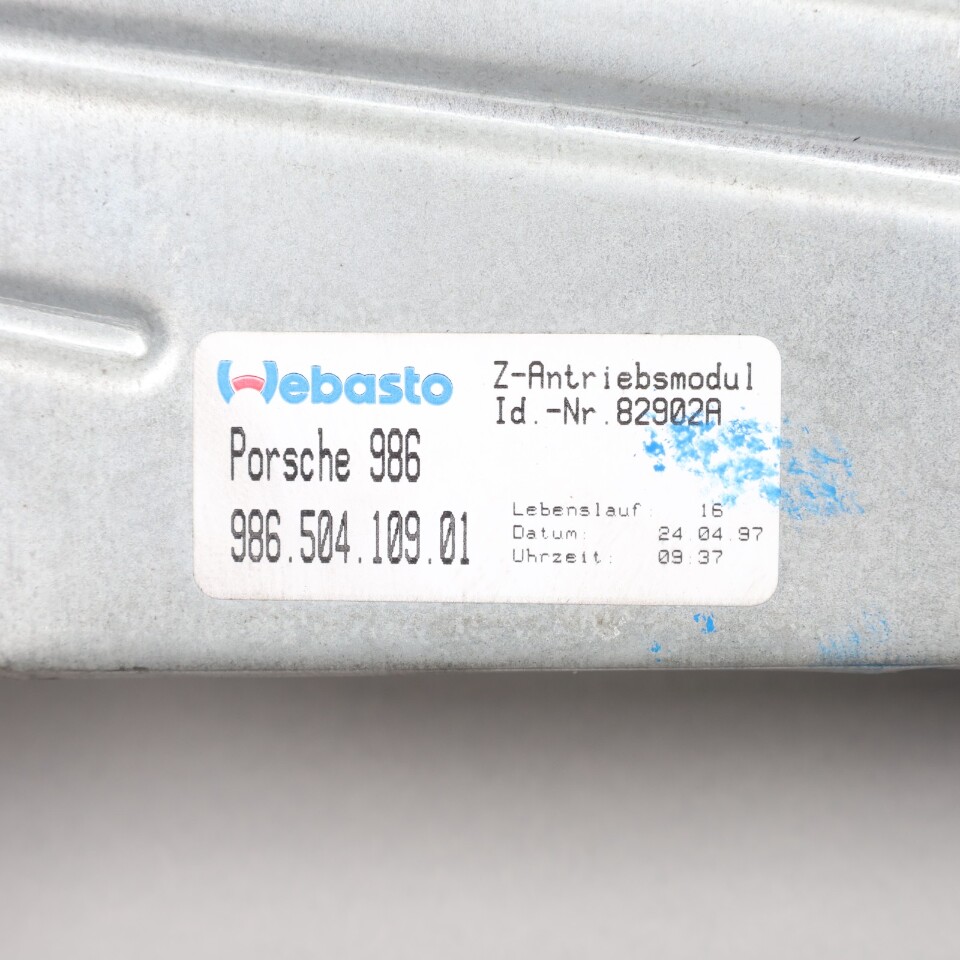 Webasto
Z-Antriebsmodul
Id.-Nr.82902A
Porsche 986
986.504.109.01
Lebenslauf: 16
Datum: 24.04.97
Uhrzeit: 09:37